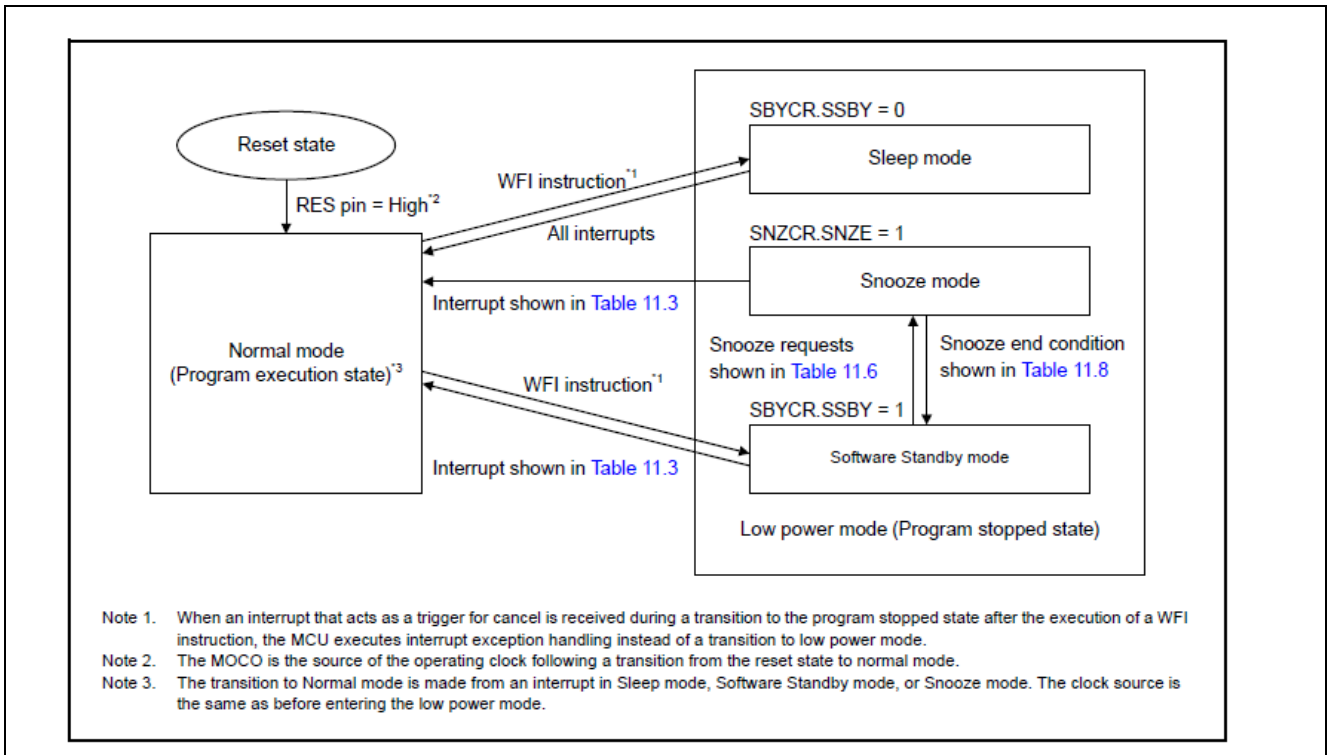 Reset state
RES pin = High*2
Normal mode
(Program execution state)*3
WFI instruction*1
All interrupts
Interrupt shown in Table 11.3
WFI instruction*1
Interrupt shown in Table 11.3
SBYCR.SSBY = 0
Sleep mode
SNZCR.SNZE = 1
Snooze mode
Snooze requests
shown in Table 11.6
Snooze end condition
shown in Table 11.8
SBYCR.SSBY = 1
Software Standby mode
Low power mode (Program stopped state)
Note 1. When an interrupt that acts as a trigger for cancel is received during a transition to the program stopped state after the execution of a WFI
instruction, the MCU executes interrupt exception handling instead of a transition to low power mode.
Note 2. The MOCO is the source of the operating clock following a transition from the reset state to normal mode.
Note 3. The transition to Normal mode is made from an interrupt in Sleep mode, Software Standby mode, or Snooze mode. The clock source is
the same as before entering the low power mode.